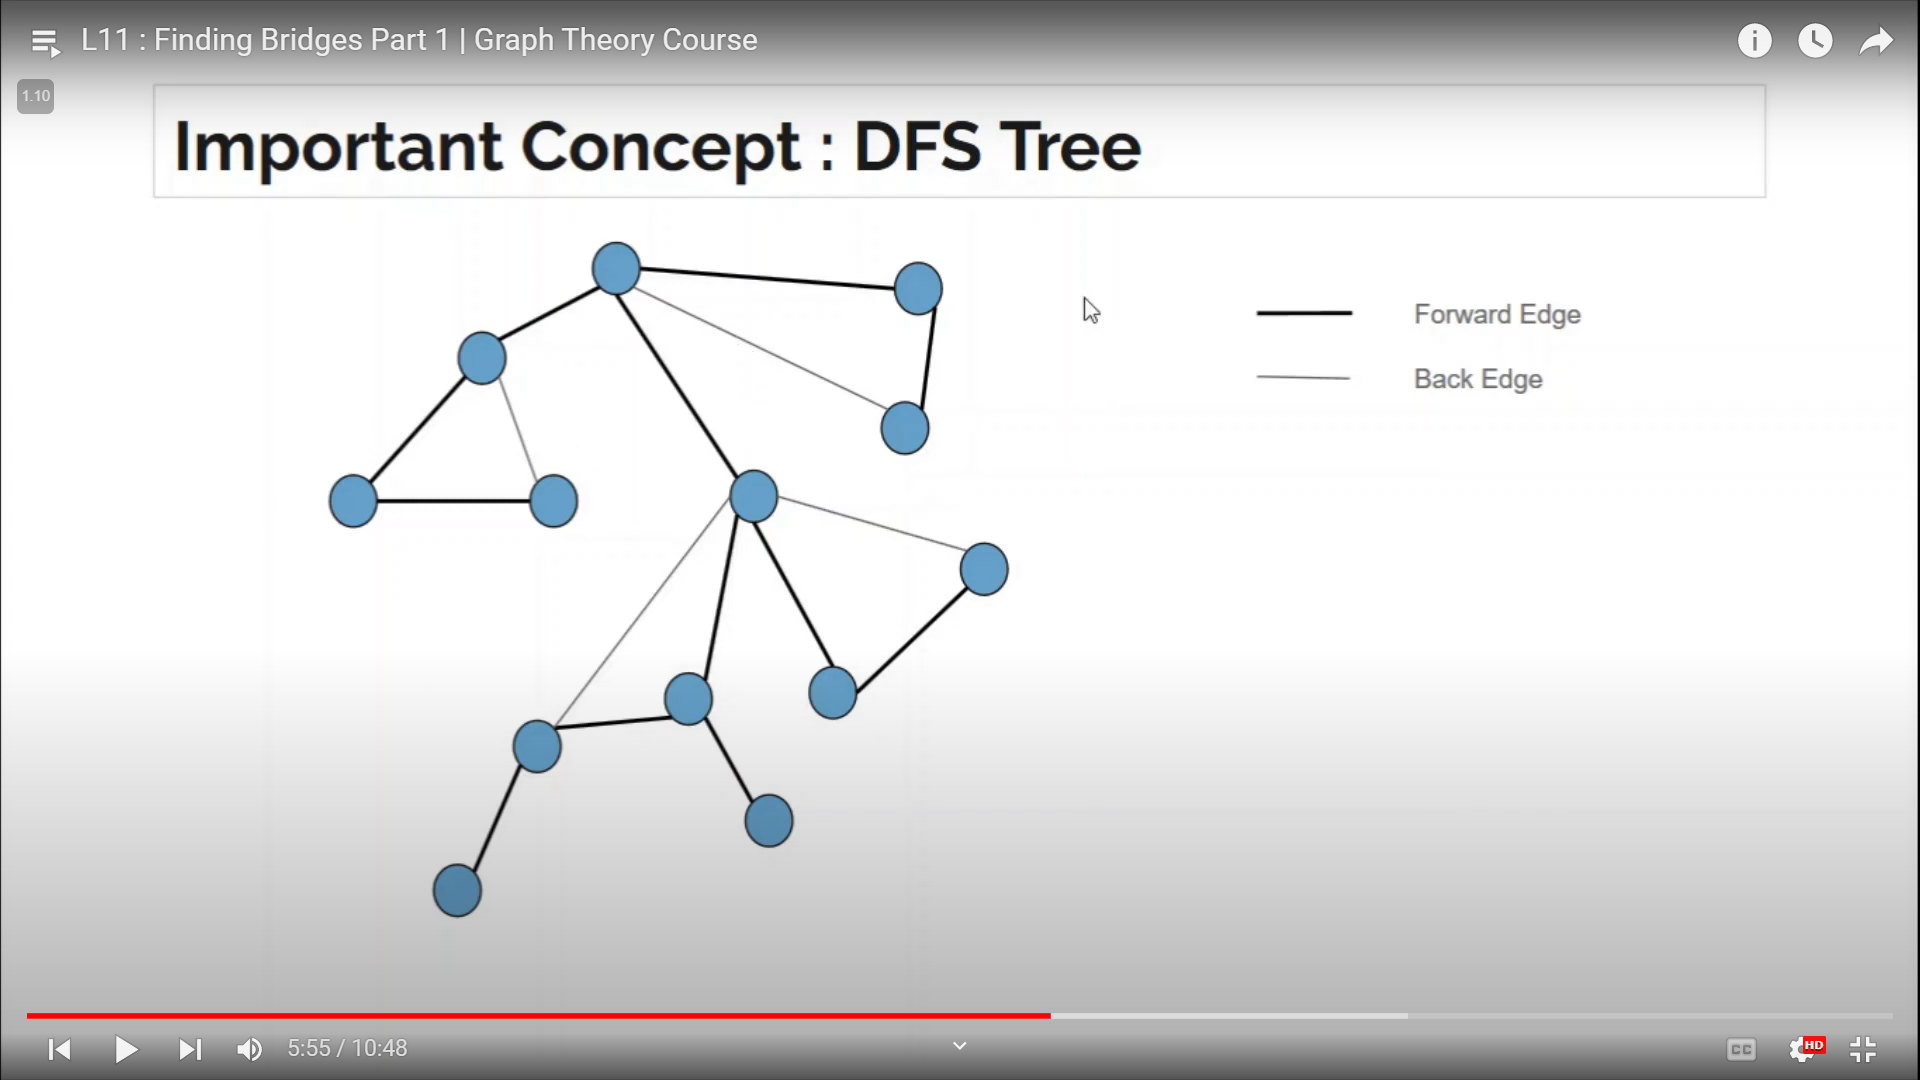 L11 : Finding Bridges Part 1 | Graph Theory Course
1.10
Important Concept : DFS Tree
Forward Edge
Back Edge
5:55 / 10:48
CC
HD